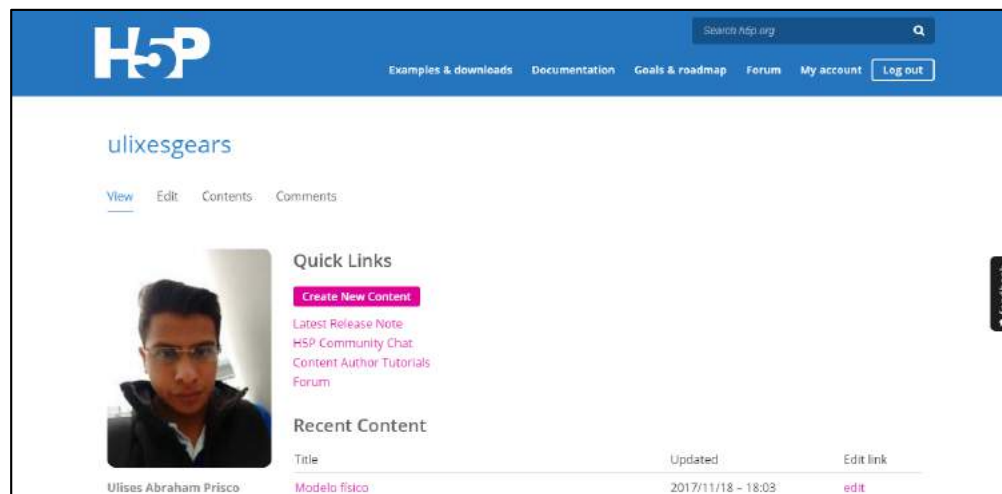 H5P
Search h5p.org
Examples & downloads Documentation Goals & roadmap Forum My account Log out
ulixesgears
View Edit Contents Comments
Quick Links
Create New Content
Latest Release Note
H5P Community Chat
Content Author Tutorials
Forum
Recent Content
Title Updated Edit link
Ulises Abraham Prisco Modelo físico 2017/11/18 – 18:03 edit